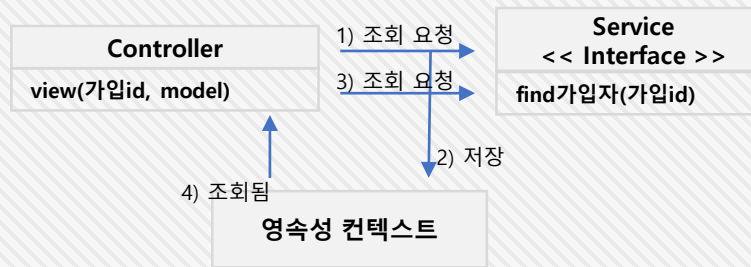 Controller
view(가입id, model)
1) 조회 요청
3) 조회 요청
Service
<< Interface >>
find가입자(가입id)
2) 저장
4) 조회됨
영속성 컨텍스트